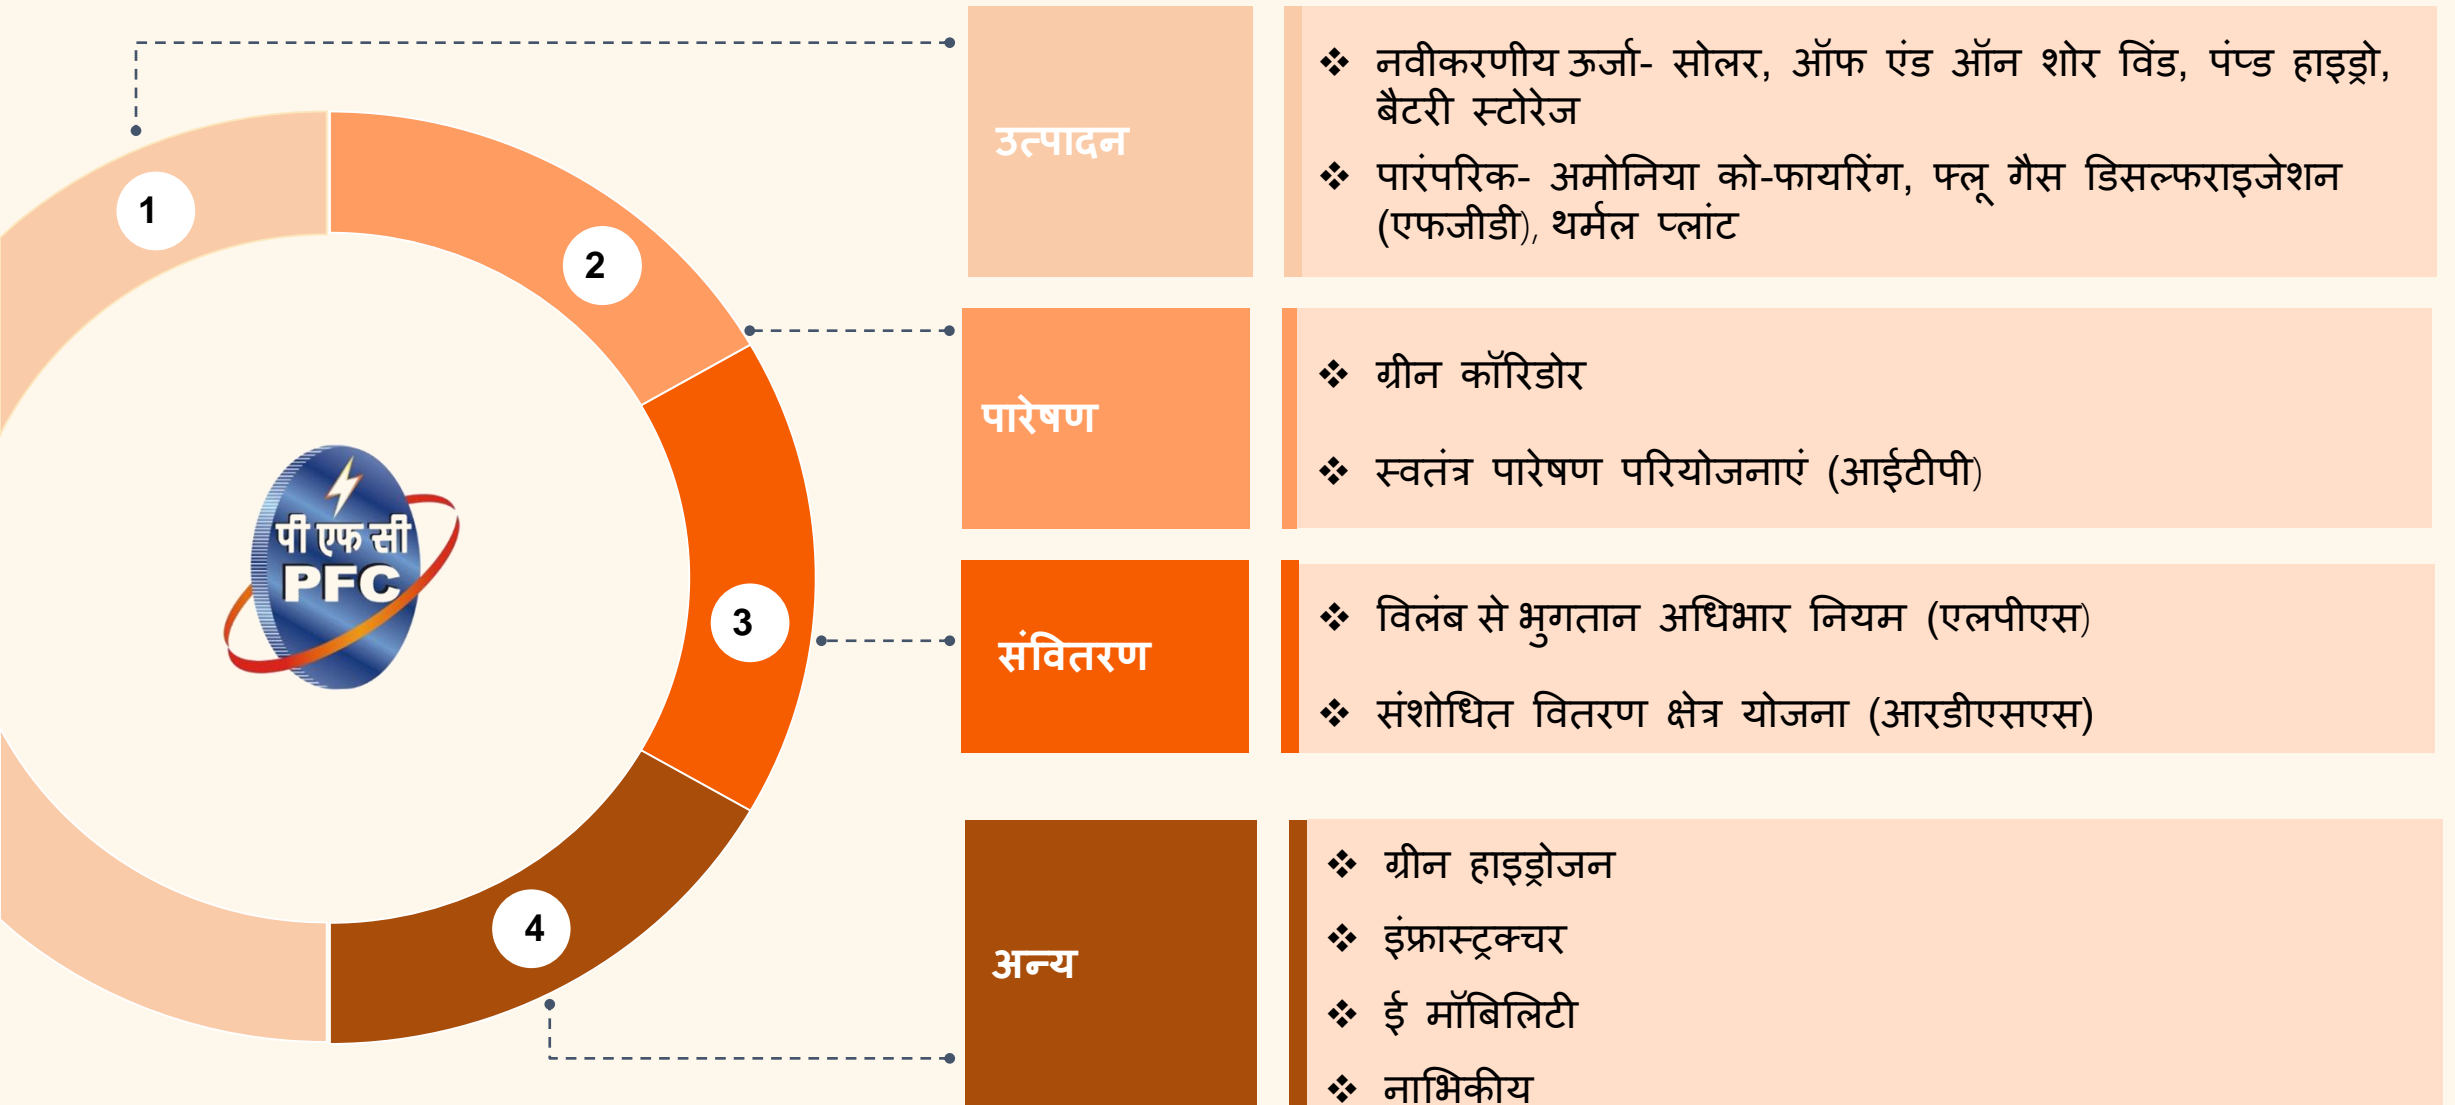 1
2
3
4
पी एफ सी
PFC
उत्पादन
❖ नवीकरणीय ऊर्जा- सोलर, ऑफ एंड ऑन शोर विंड, पंप्ड हाइड्रो,
बैटरी स्टोरेज
❖ पारंपरिक- अमोनिया को-फायरिंग, फ्लू गैस डिसल्फराइजेशन
(एफजीडी), थर्मल प्लांट
पारेषण
❖ ग्रीन कॉरिडोर
❖ स्वतंत्र पारेषण परियोजनाएं (आईटीपी)
संवितरण
❖ विलंब से भुगतान अधिभार नियम (एलपीएस)
❖ संशोधित वितरण क्षेत्र योजना (आरडीएसएस)
अन्य
❖ ग्रीन हाइड्रोजन
❖ इंफ्रास्ट्रक्चर
❖ ई मॉबिलिटी
❖ नाभिकीय